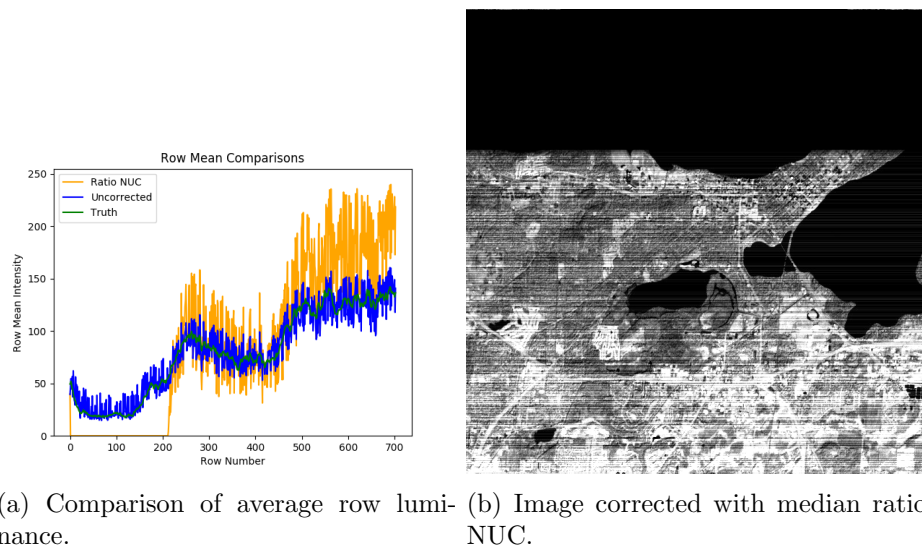 Row Mean Comparisons
250
200
150
100
50
0
Row Mean Intensity
Ratio NUC
Uncorrected
Truth
0 100 200 300 400 500 600 700
Row Number
(a) Comparison of average row lumi-
nance.
(b) Image corrected with median ratio
NUC.